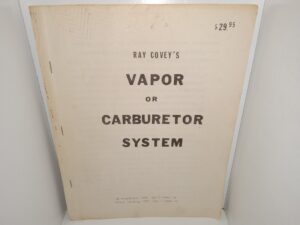 $29.95
RAY COVEY'S
VAPOR
OR
CARBURETOR
SYSTEM